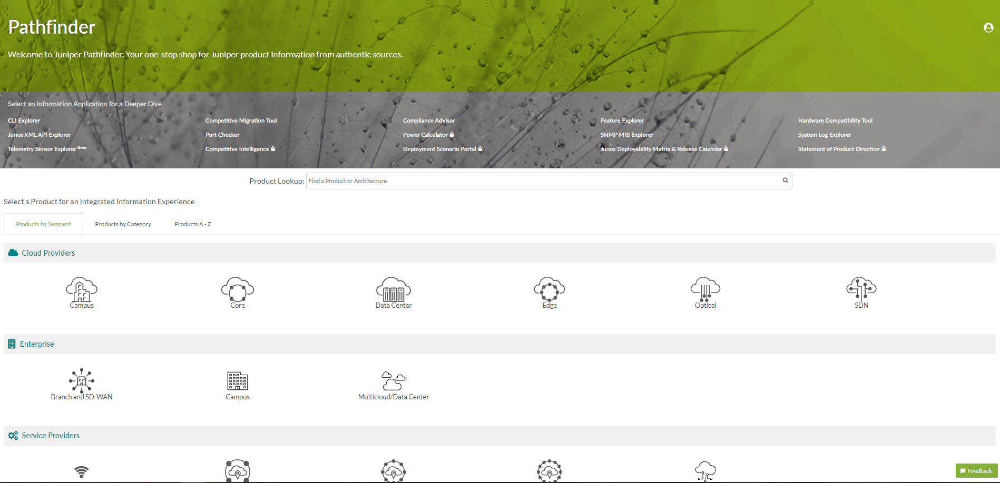 Pathfinder
Welcome to Juniper Pathfinder. Your one-stop shop for Juniper product information from authentic sources.
Select an Information Application for a Deeper Dive
CLI Explorer
Competitive Migration Tool
Compliance Advisor
Feature Explorer
Hardware Compatibility Tool
Junos XML API Explorer
Port Checker
Power Calculator
SNMP MIB Explorer
System Log Explorer
Telemetry Sensor Explorer Beta
Competitive Intelligence
Deployment Scenario Portal
Junos Deployability Matrix & Release Calendar
Statement of Product Direction
Product Lookup: Find a Product or Architecture
Select a Product for an Integrated Information Experience
Products by Segment
Products by Category
Products A - Z
Cloud Providers
Campus
Core
Data Center
Edge
Optical
SDN
Enterprise
Branch and SD-WAN
Campus
Multicloud/Data Center
Service Providers
Feedback